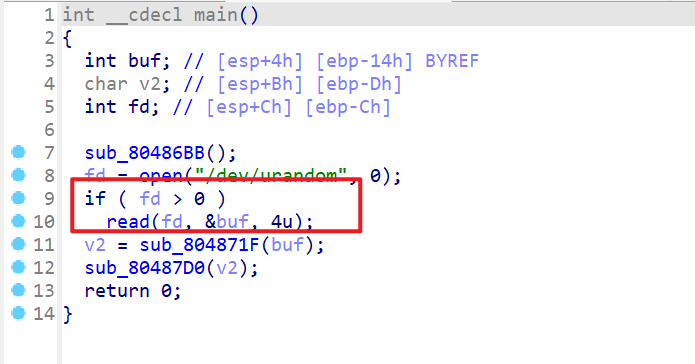 1 int __cdecl main()
2 {
3 int buf; // [esp+4h] [ebp-14h] BYREF
4 char v2; // [esp+Bh] [ebp-Dh]
5 int fd; // [esp+Ch] [ebp-Ch]
6
7 sub_80486BB();
8 fd = open("/dev/urandom", 0);
9 if ( fd > 0 )
10 read(fd, &buf, 4u);
11 v2 = sub_804871F(buf);
12 sub_80487D0(v2);
13 return 0;
14 }